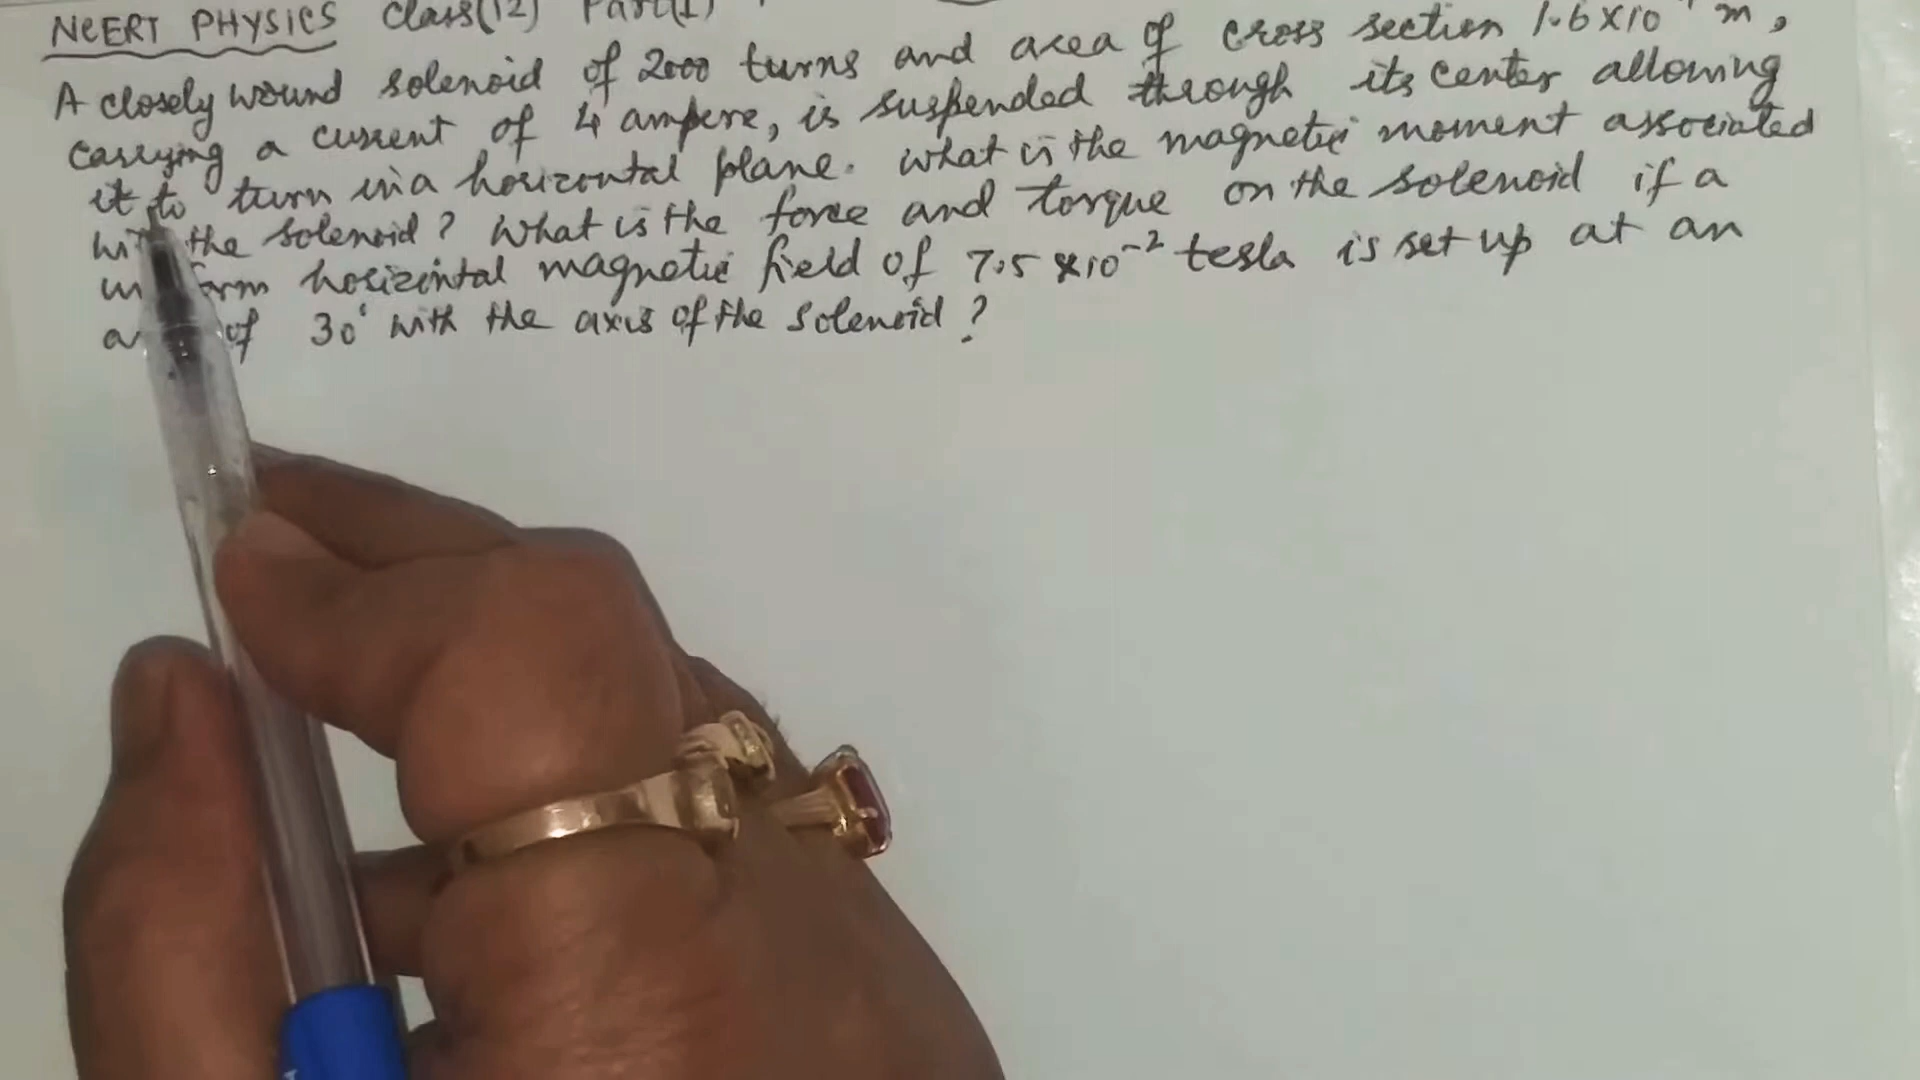 NCERT PHYSICS Class(12) Part(1)
A closely wound solenoid of 2000 turns and area of cross section 1.6x10 m,
carrying a current of 4 ampere, is suspended through its center allowing
it to turn in a horizontal plane. What is the magnetic moment associated
the solenoid? What is the force and torque on the solenoid if a
horizontal magnetic field of 7.5 x10⁻² tesla is set up at an
of 30° with the axis of the solenoid?